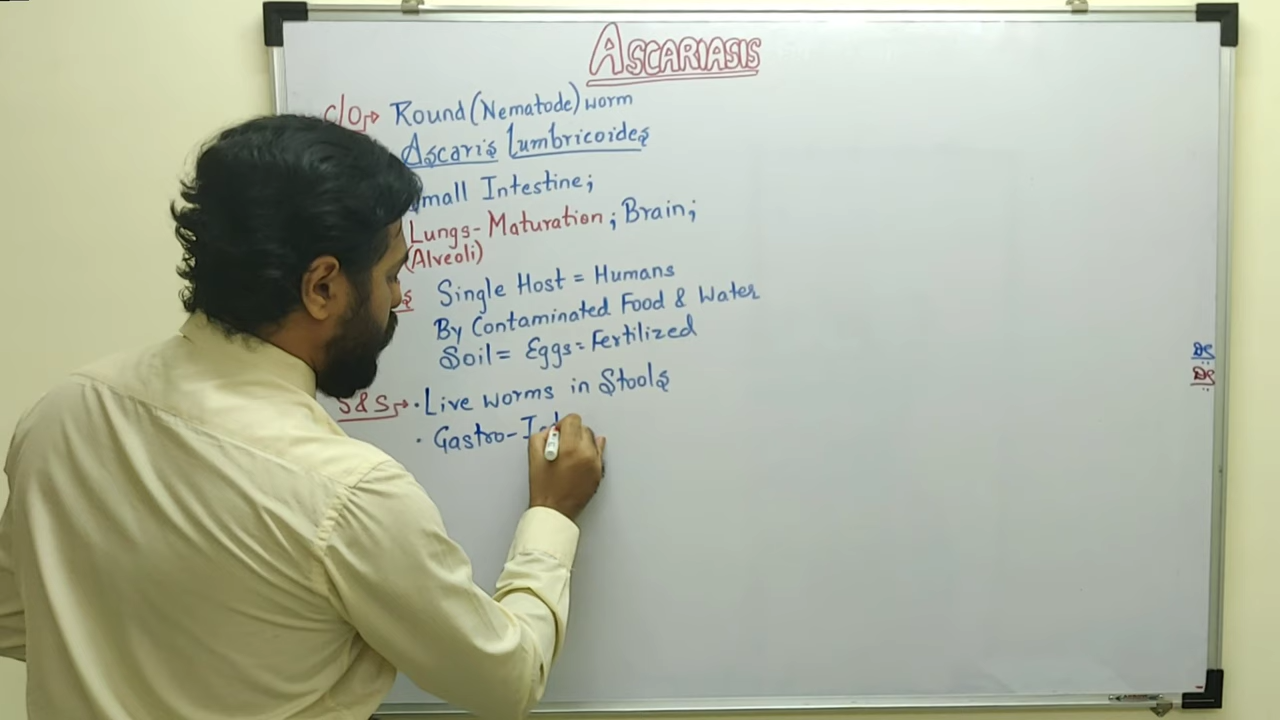 ASCARIASIS
C/O → Round (Nematode) worm
Ascaris Lumbricoides
Small Intestine;
Lungs - Maturation ; Brain;
(Alveoli)
Single Host = Humans
By Contaminated Food & Water
Soil = Eggs = Fertilized
S&S → · Live worms in Stools
· Gastro-